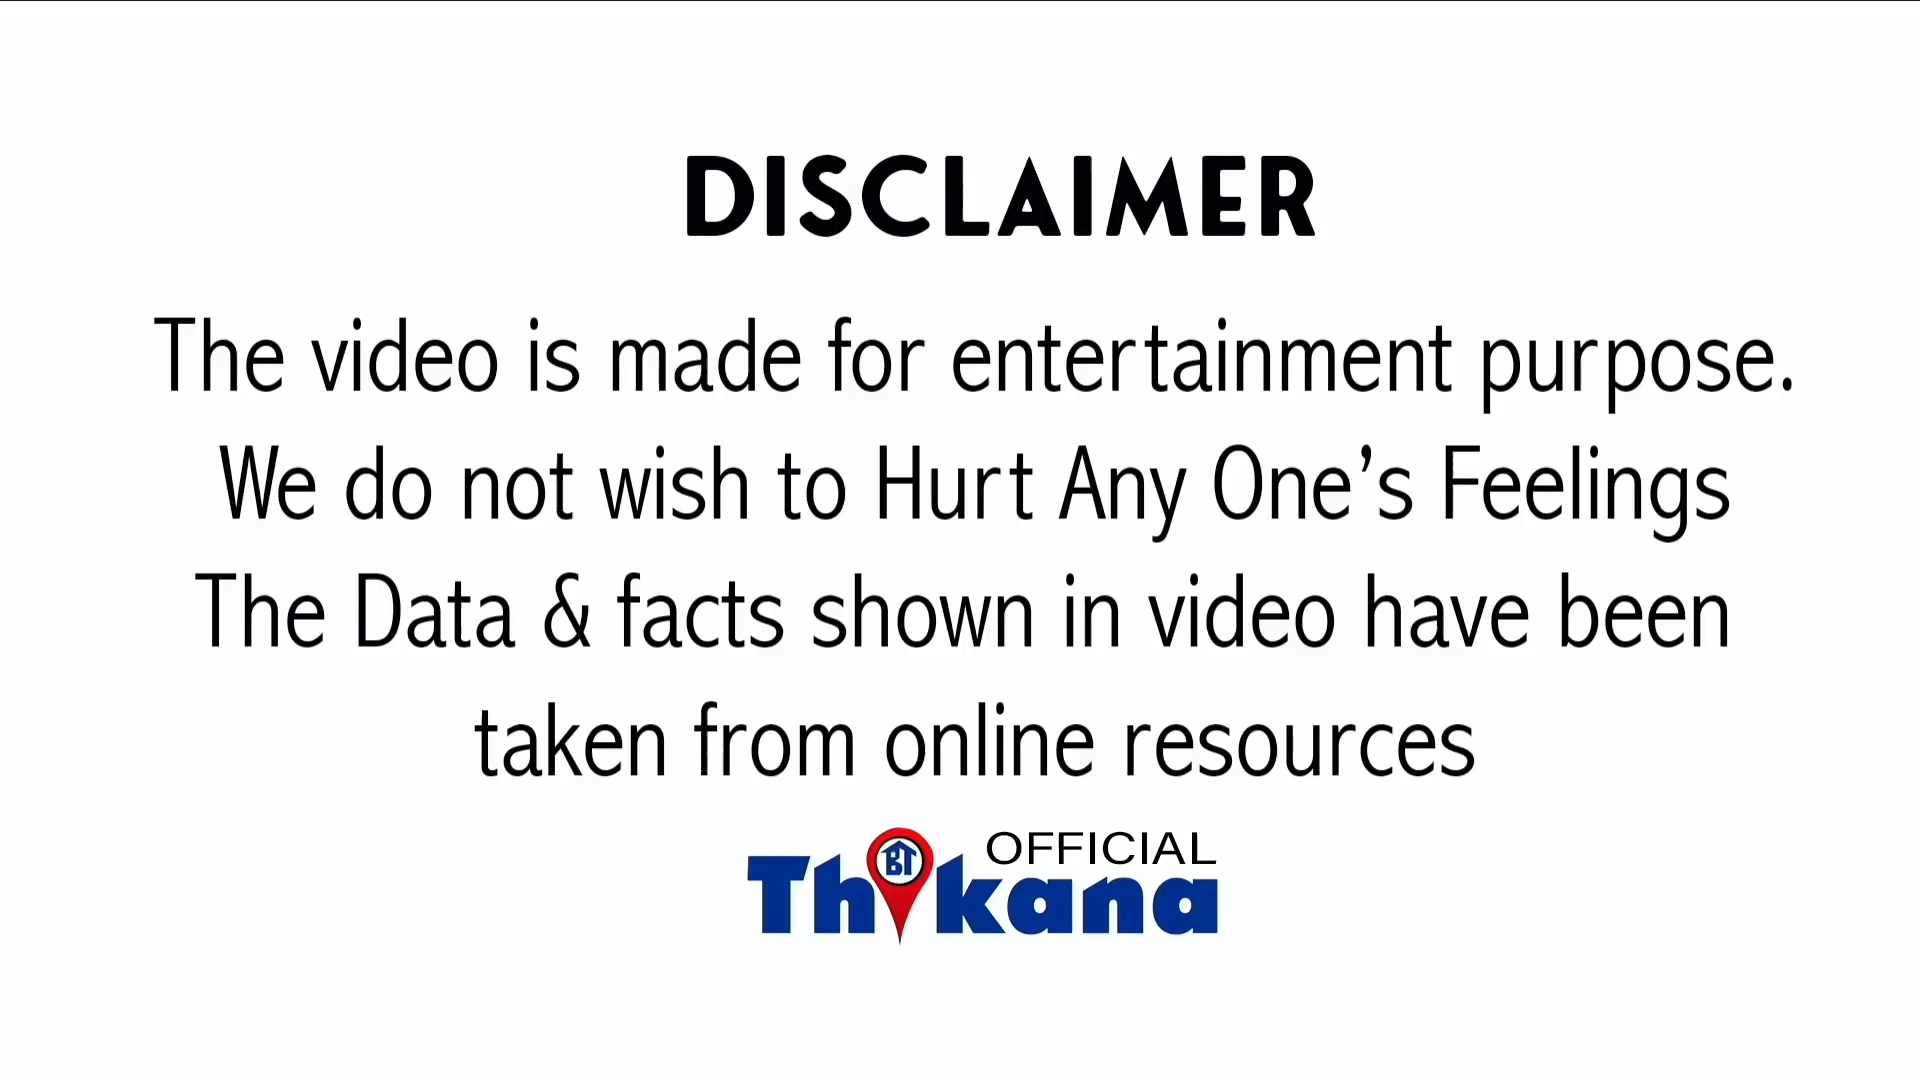 DISCLAIMER
The video is made for entertainment purpose.
We do not wish to Hurt Any One’s Feelings
The Data & facts shown in video have been
taken from online resources
OFFICIAL
BT
Thikana